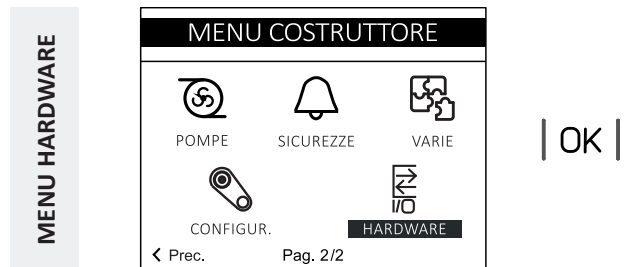 MENU HARDWARE
MENU COSTRUTTORE
POMPE SICUREZZE VARIE
I/O
CONFIGUR. HARDWARE
Prec. Pag. 2/2
OK